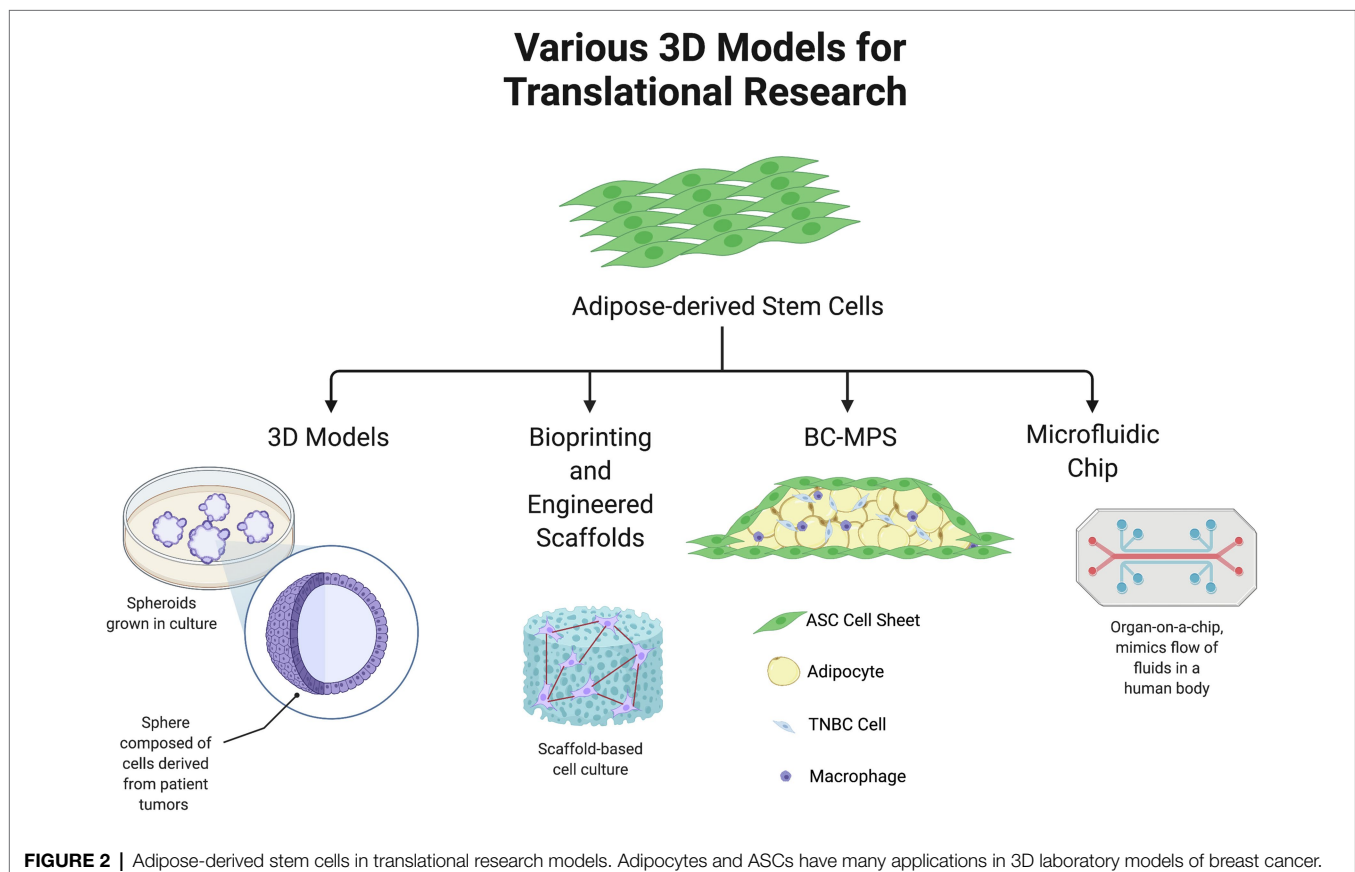 Various 3D Models for
Translational Research
Adipose-derived Stem Cells
3D Models
Spheroids
grown in culture
Sphere
composed of
cells derived
from patient
tumors
Bioprinting
and
Engineered
Scaffolds
Scaffold-based
cell culture
BC-MPS
ASC Cell Sheet
Adipocyte
TNBC Cell
Macrophage
Microfluidic
Chip
Organ-on-a-chip,
mimics flow of
fluids in a
human body
FIGURE 2 | Adipose-derived stem cells in translational research models. Adipocytes and ASCs have many applications in 3D laboratory models of breast cancer.